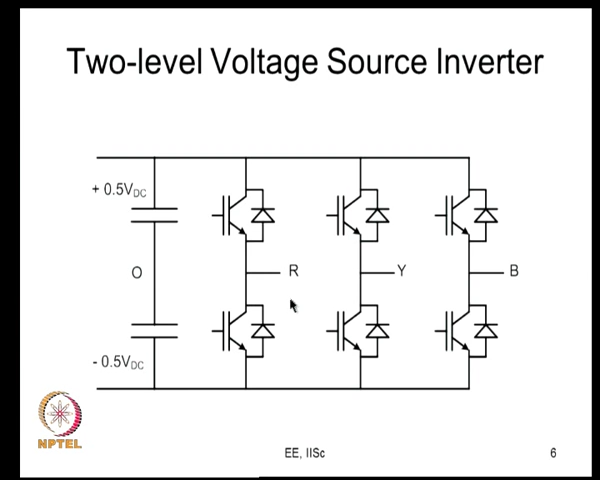 Two-level Voltage Source Inverter
+ 0.5VDC
O
R
Y
B
- 0.5VDC
NPTEL
EE, IISc
6